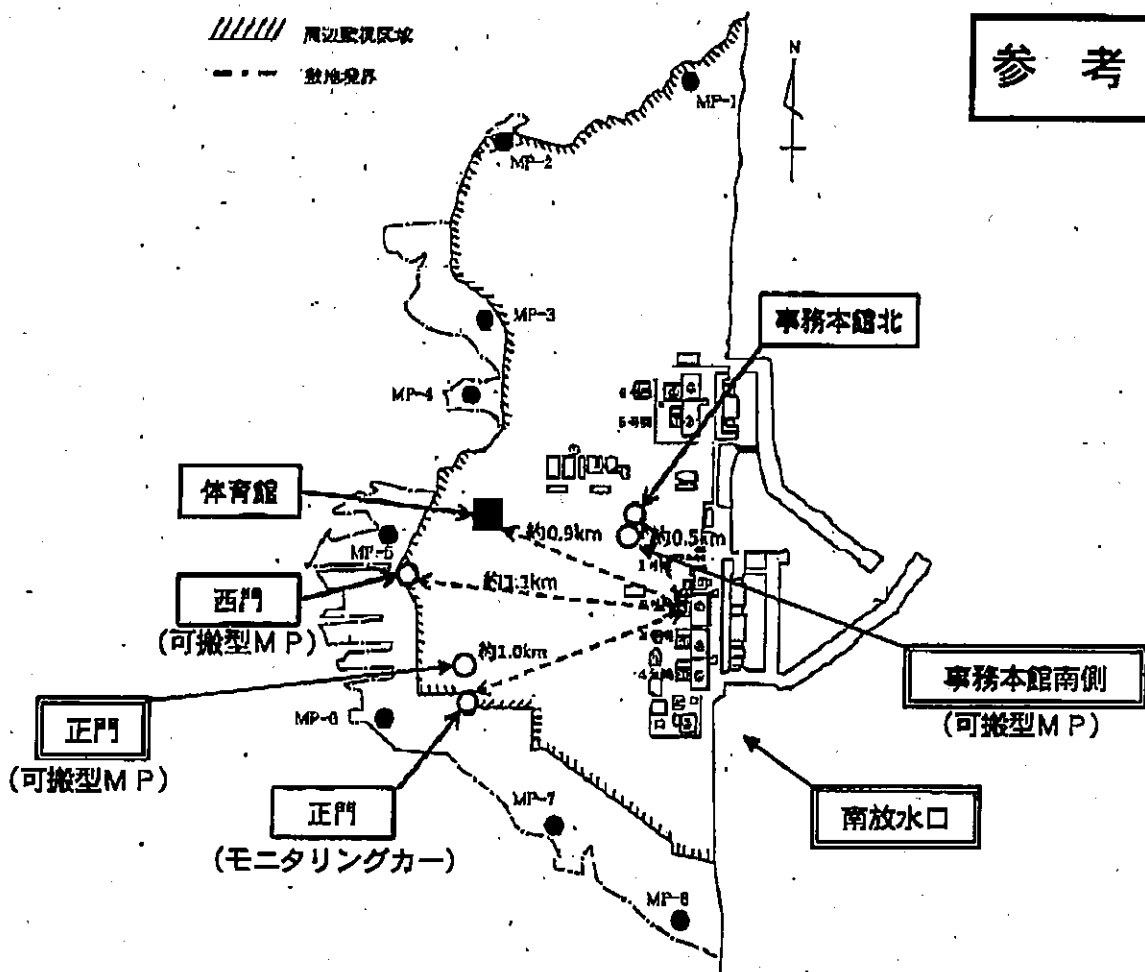 周辺監視区域
敷地境界
参 考
N
MP-1
MP-2
MP-3
事務本館北
MP-4
体育館
約0.9km
約0.5km
MP-5
西門
(可搬型MP)
約1.0km
事務本館南側
(可搬型MP)
正門
(可搬型MP)
MP-6
正門
(モニタリングカー)
MP-7
南放水口
MP-8